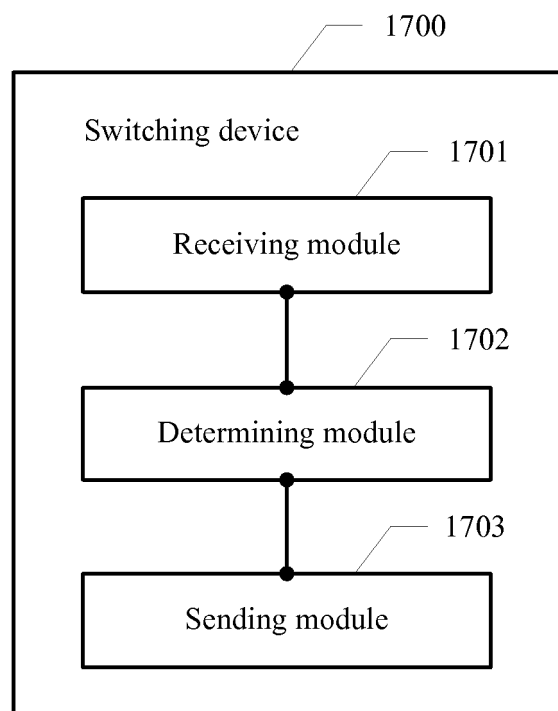 1700
Switching device
1701
Receiving module
1702
Determining module
1703
Sending module